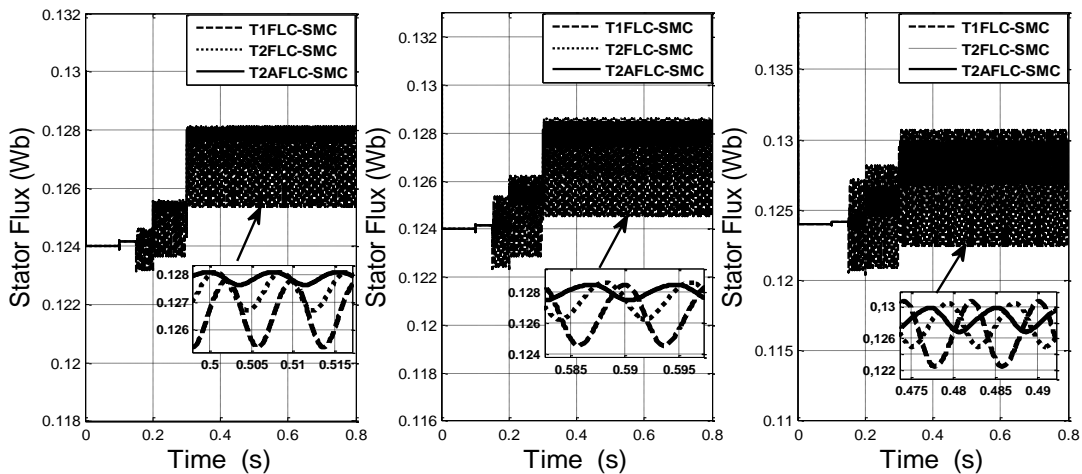 0.132
0.13
0.128
0.126
0.124
0.122
0.12
0.118
Stator Flux (Wb)
T1FLC-SMC
T2FLC-SMC
T2AFLC-SMC
0.128
0.127
0.126
0.5 0.505 0.51 0.515
0 0.2 0.4 0.6 0.8
Time (s)
0.132
0.13
0.128
0.126
0.124
0.122
0.12
0.118
0.116
Stator Flux (Wb)
T1FLC-SMC
T2FLC-SMC
T2AFLC-SMC
0.128
0.126
0.124
0.585 0.59 0.595
0 0.2 0.4 0.6 0.8
Time (s)
0.135
0.13
0.125
0.12
0.115
0.11
Stator Flux (Wb)
T1FLC-SMC
T2FLC-SMC
T2AFLC-SMC
0,13
0,126
0,122
0.475 0.48 0.485 0.49
0 0.2 0.4 0.6 0.8
Time (s)